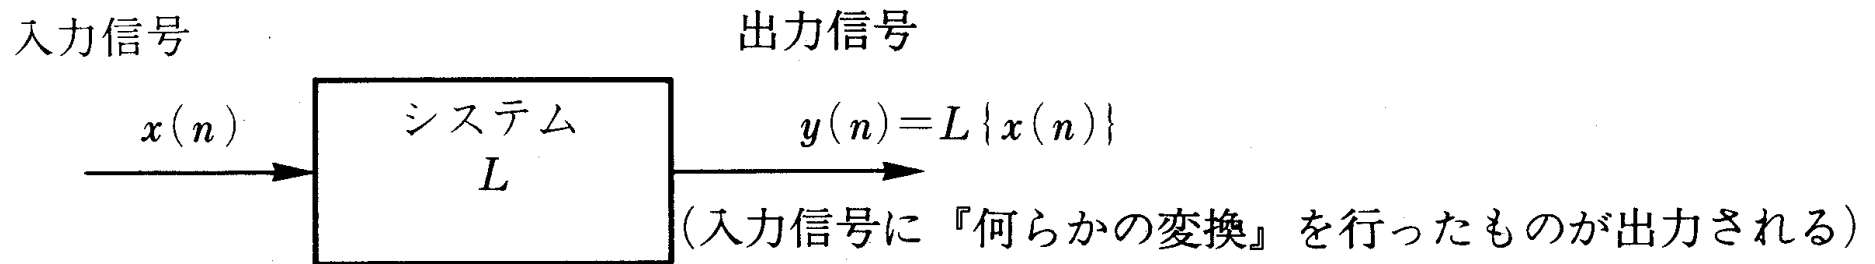 入力信号
出力信号
x(n)
システム
L
y(n)=L{x(n)}
(入力信号に『何らかの変換』を行ったものが出力される)